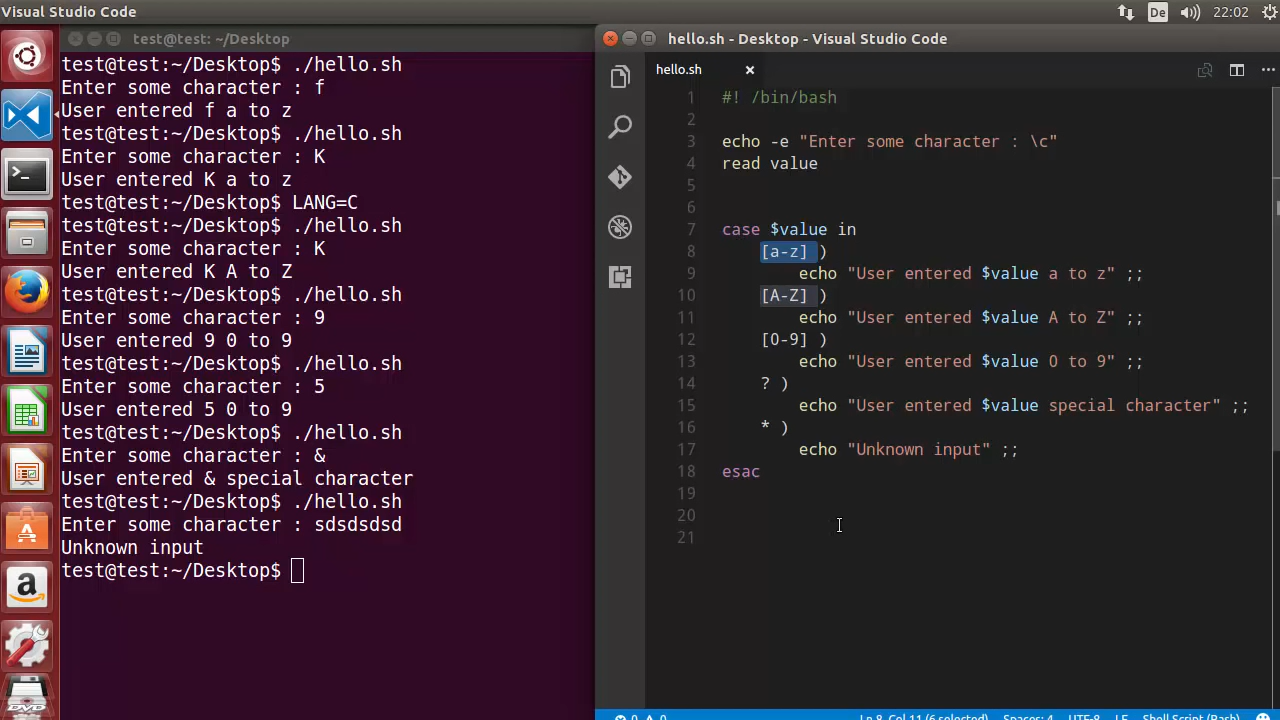 Visual Studio Code
De
22:02
test@test: ~/Desktop
test@test:~/Desktop$ ./hello.sh
Enter some character : f
User entered f a to z
test@test:~/Desktop$ ./hello.sh
Enter some character : K
User entered K a to z
test@test:~/Desktop$ LANG=C
test@test:~/Desktop$ ./hello.sh
Enter some character : K
User entered K A to Z
test@test:~/Desktop$ ./hello.sh
Enter some character : 9
User entered 9 0 to 9
test@test:~/Desktop$ ./hello.sh
Enter some character : 5
User entered 5 0 to 9
test@test:~/Desktop$ ./hello.sh
Enter some character : &
User entered & special character
test@test:~/Desktop$ ./hello.sh
Enter some character : sdsdsdsd
Unknown input
test@test:~/Desktop$
hello.sh - Desktop - Visual Studio Code
hello.sh
1 #! /bin/bash
2
3 echo -e "Enter some character : \c"
4 read value
5
6
7 case $value in
8 [a-z] )
9 echo "User entered $value a to z" ;;
10 [A-Z] )
11 echo "User entered $value A to Z" ;;
12 [0-9] )
13 echo "User entered $value 0 to 9" ;;
14 ? )
15 echo "User entered $value special character" ;;
16 * )
17 echo "Unknown input" ;;
18 esac
19
20
21
0 0 Ln 8, Col 11 (6 selected) Spaces: 4 UTF-8 LF Shell Script (Bash)